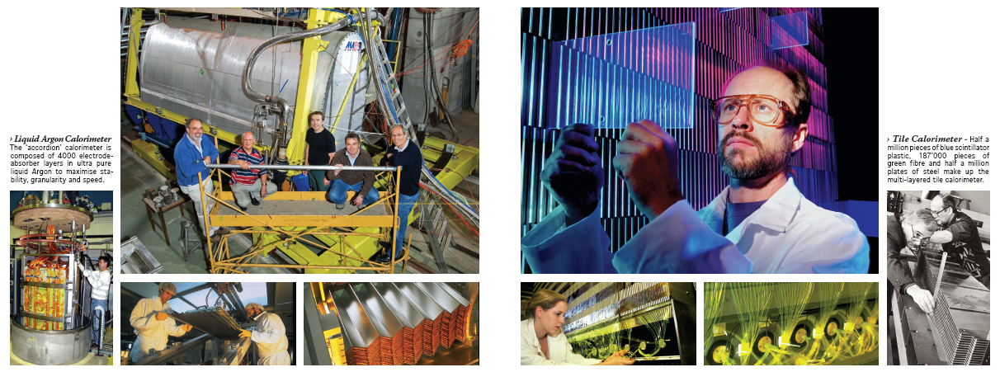 › Liquid Argon Calorimeter
The 'accordion' calorimeter is
composed of 4000 electrode-
absorber layers in ultra pure
liquid Argon to maximise sta-
bility, granularity and speed.
› Tile Calorimeter - Half a
million pieces of blue scintillator
plastic, 187'000 pieces of
green fibre and half a million
plates of steel make up the
multi-layered tile calorimeter.